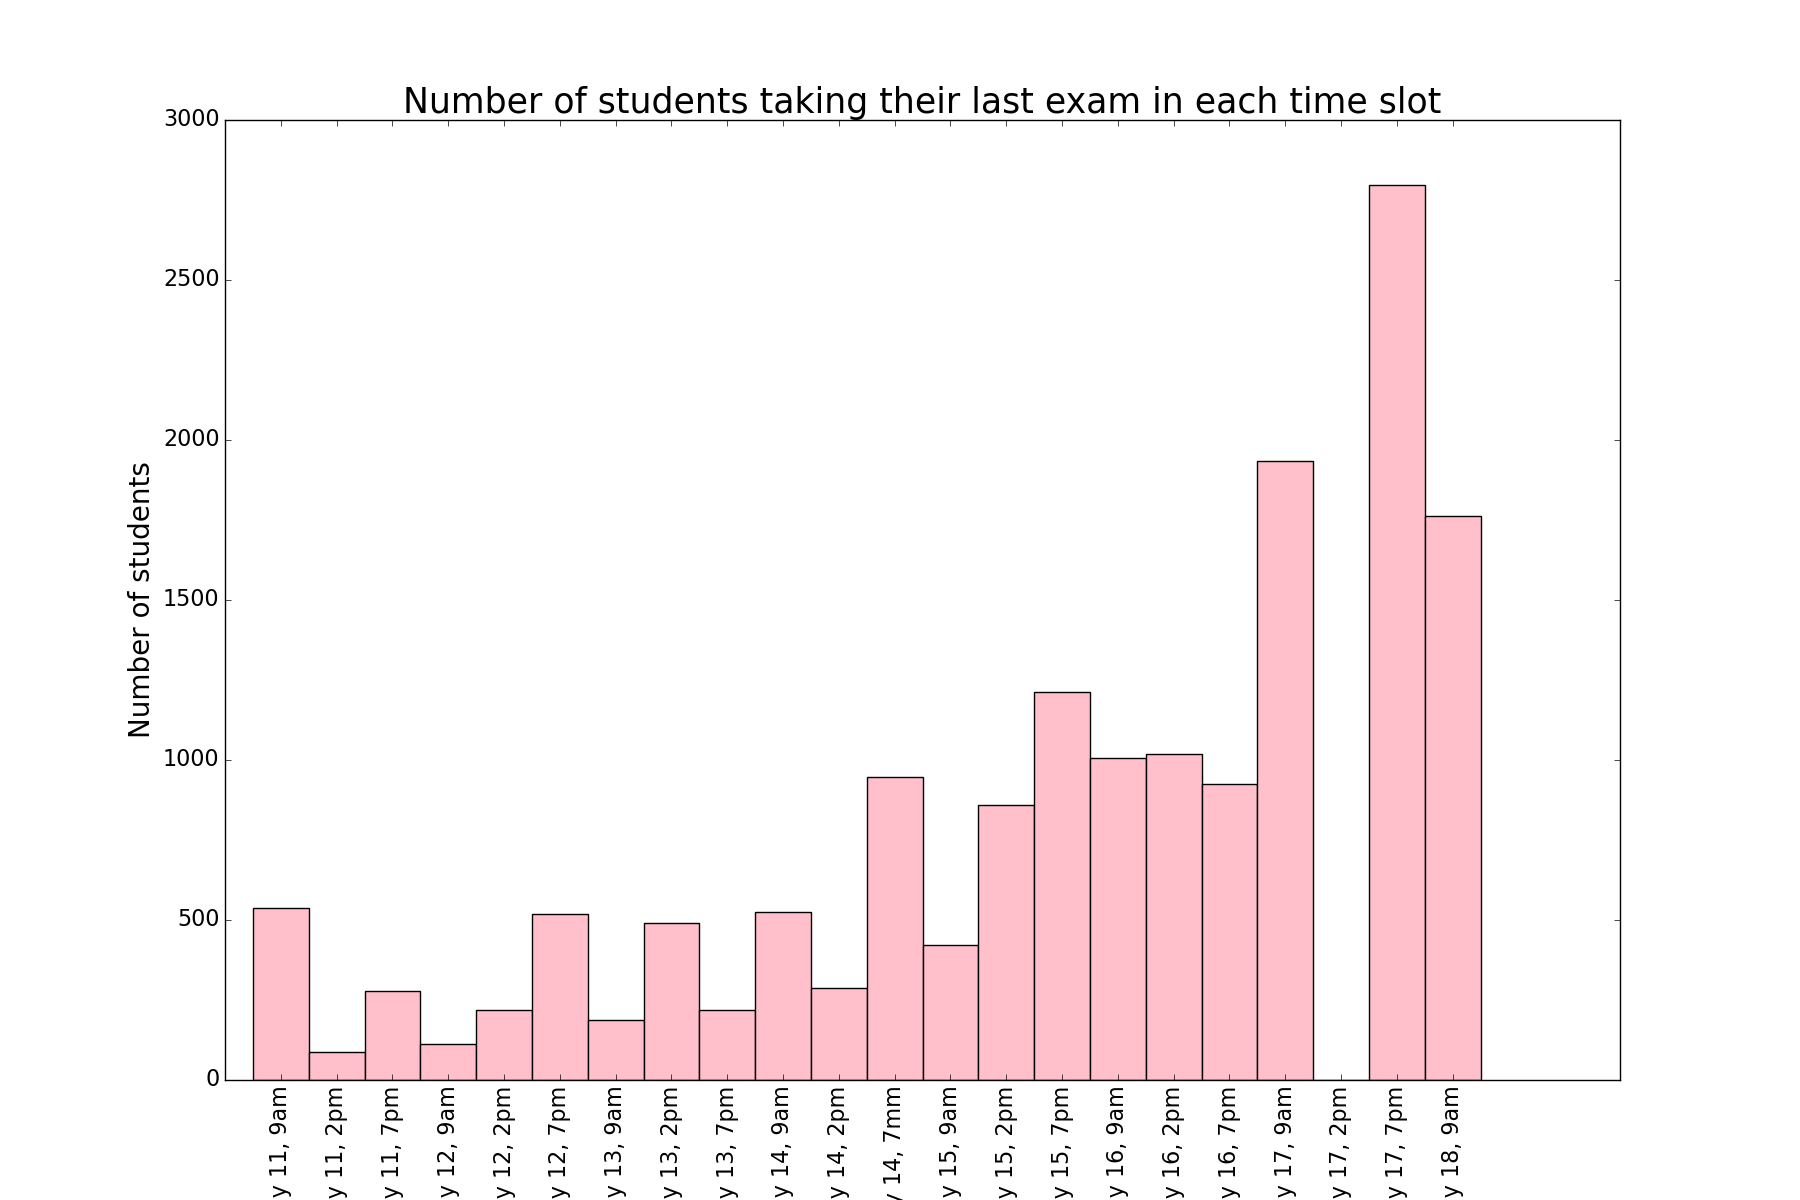 Number of students taking their last exam in each time slot
Number of students
3000
2500
2000
1500
1000
500
0
y 11, 9am
y 11, 2pm
y 11, 7pm
y 12, 9am
y 12, 2pm
y 12, 7pm
y 13, 9am
y 13, 2pm
y 13, 7pm
y 14, 9am
y 14, 2pm
y 14, 7mm
y 15, 9am
y 15, 2pm
y 15, 7pm
y 16, 9am
y 16, 2pm
y 16, 7pm
y 17, 9am
y 17, 2pm
y 17, 7pm
y 18, 9am